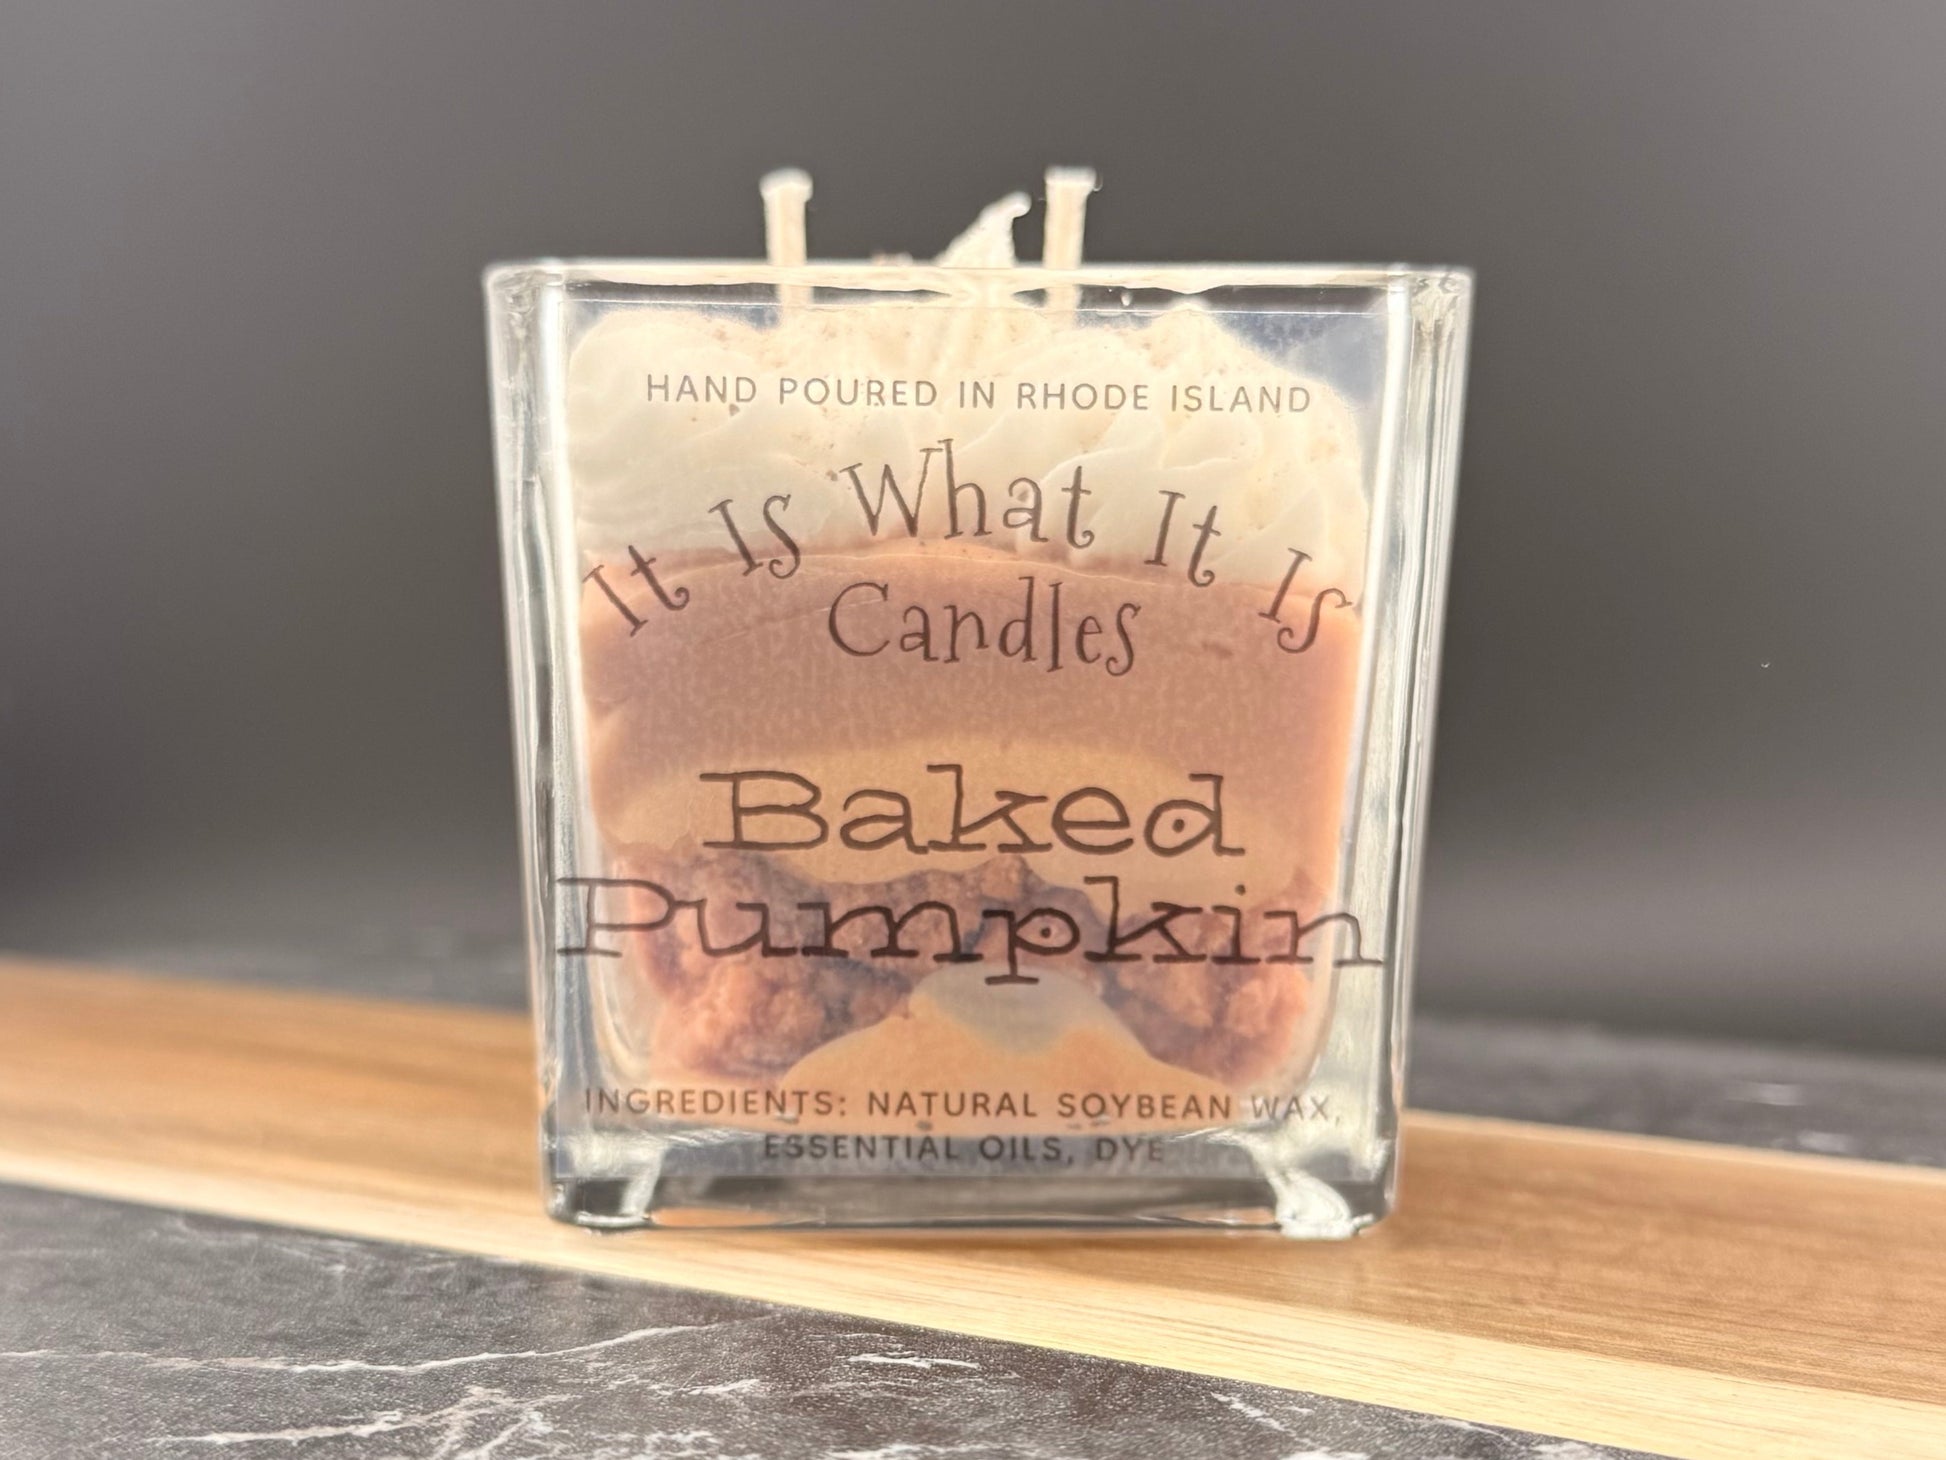 HAND POURED IN RHODE ISLAND
It Is What It Is
Candles
Baked
Pumpkin
INGREDIENTS: NATURAL SOYBEAN WAX,
ESSENTIAL OILS, DYE